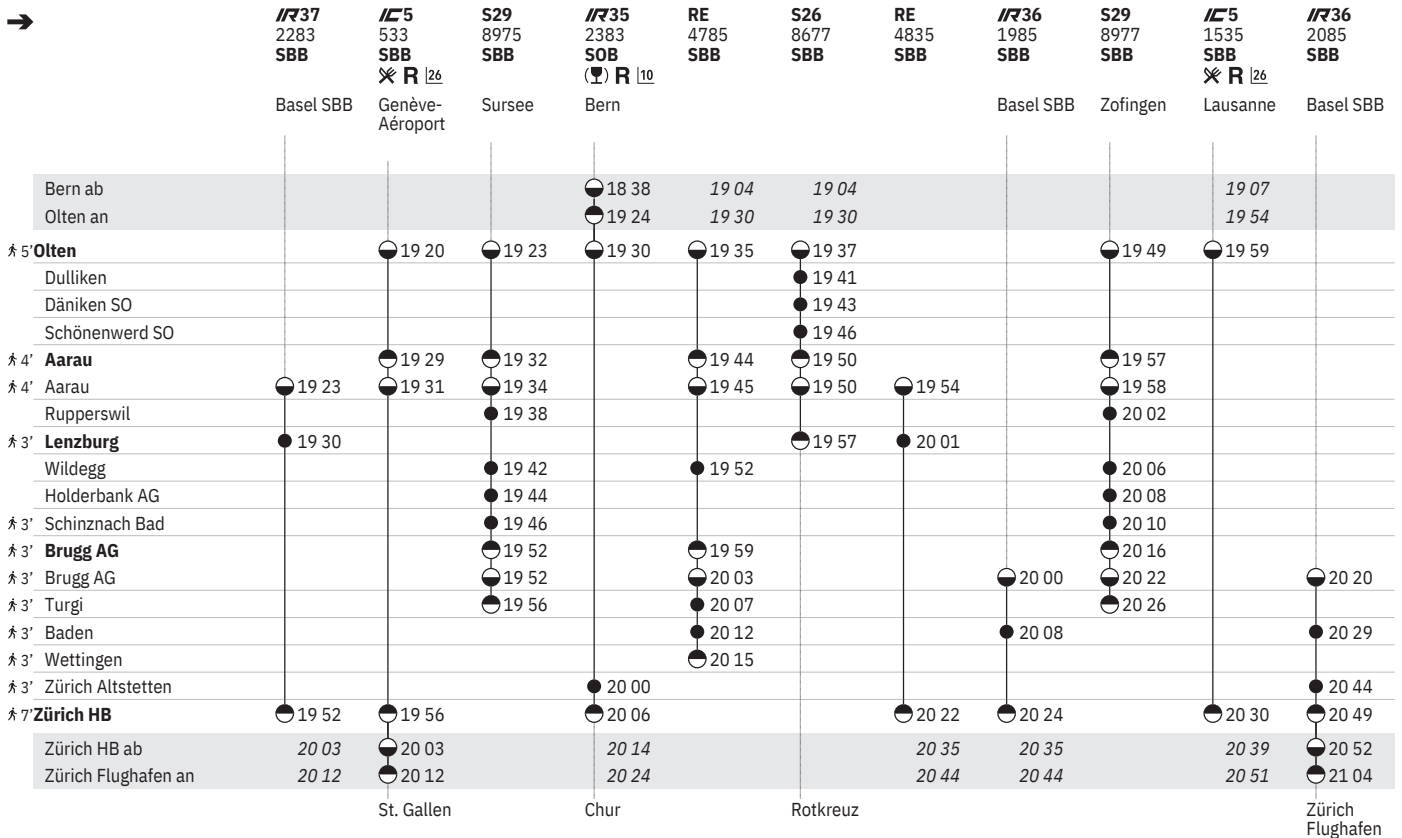 IR37 IC5 S29 IR35 RE S26 RE IR36 S29 IC5 IR36
2283 533 8975 2383 4785 8677 4835 1985 8977 1535 2085
SBB SBB SBB SOB SBB SBB SBB SBB SBB SBB SBB
R 26 R 10 R 26
Basel SBB Genève- Sursee Bern Basel SBB Zofingen Lausanne Basel SBB
Aéroport
Bern ab 18 38 19 04 19 04 19 07
Olten an 19 24 19 30 19 30 19 54
5' Olten 19 20 19 23 19 30 19 35 19 37 19 49 19 59
Dulliken 19 41
Däniken SO 19 43
Schönenwerd SO 19 46
4' Aarau 19 29 19 32 19 44 19 50 19 57
4' Aarau 19 23 19 31 19 34 19 45 19 50 19 54 19 58
Rupperswil 19 38 20 02
3' Lenzburg 19 30 19 57 20 01
Wildegg 19 42 19 52 20 06
Holderbank AG 19 44 20 08
3' Schinznach Bad 19 46 20 10
3' Brugg AG 19 52 19 59 20 16
3' Brugg AG 19 52 20 03 20 00 20 22 20 20
3' Turgi 19 56 20 07 20 26
3' Baden 20 12 20 08 20 29
3' Wettingen 20 15
3' Zürich Altstetten 20 00 20 44
7' Zürich HB 19 52 19 56 20 06 20 22 20 24 20 30 20 49
Zürich HB ab 20 03 20 03 20 14 20 35 20 35 20 39 20 52
Zürich Flughafen an 20 12 20 12 20 24 20 44 20 44 20 51 21 04
St. Gallen Chur Rotkreuz Zürich
Flughafen